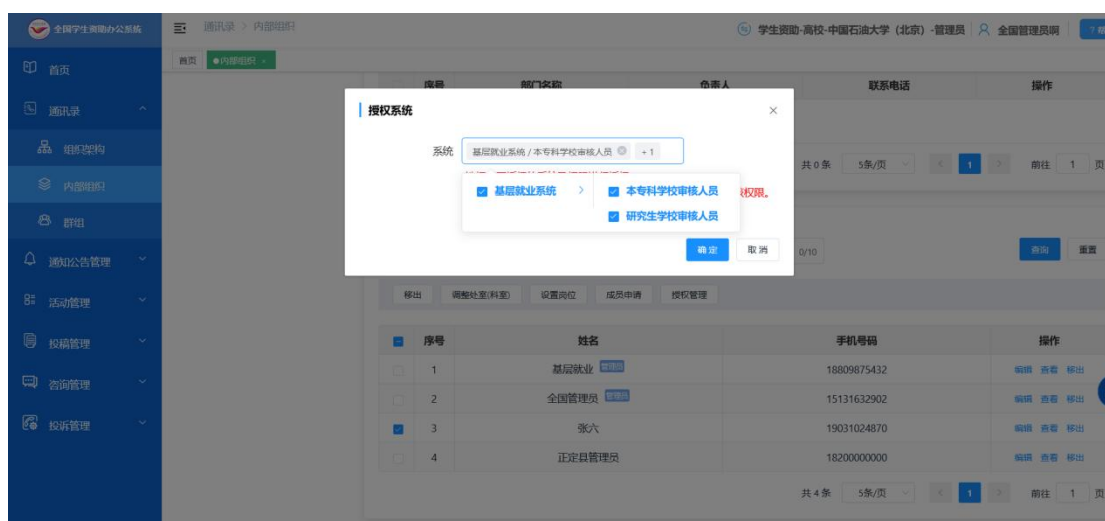 全国学生资助办公系统
通讯录 > 内部组织
学生资助-高校-中国石油大学（北京）-管理员
全国管理员啊
首页
通讯录
组织架构
内部组织
群组
通知公告管理
活动管理
投稿管理
咨询管理
投诉管理
首页
内部组织
序号 部门名称 负责人 联系电话 操作
授权系统
系统
基层就业系统 / 本专科学校审核人员
+ 1
共 0 条 5条/页 1 前往 1 页
基层就业系统
本专科学校审核人员
权限。
研究生学校审核人员
确定 取消
0/10
查询 重置
移出 调整处室(科室) 设置岗位 成员申请 授权管理
序号 姓名 手机号码 操作
1 基层就业 管理员 18809875432 编辑 查看 移出
2 全国管理员 管理员 15131632902 编辑 查看 移出
3 张六 19031024870 编辑 查看 移出
4 正定县管理员 18200000000 编辑 查看 移出
共 4 条 5条/页 1 前往 1 页